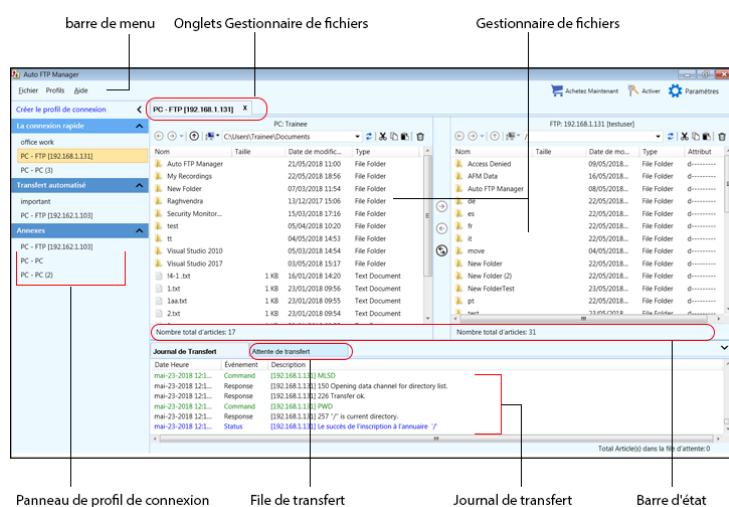 barre de menu
Onglets Gestionnaire de fichiers
Gestionnaire de fichiers
Auto FTP Manager
Fichier Profils Aide
Achetez Maintenant Activer Paramètres
Créer le profil de connexion
PC - FTP [192.168.1.131] X
La connexion rapide
office work
PC - FTP [192.168.1.131]
PC - PC (3)
Transfert automatisé
important
PC - FTP [192.162.1.103]
Annexes
PC - FTP [192.162.1.103]
PC - PC
PC - PC (2)
PC: Trainee
C:\Users\Trainee\Documents
Nom Taille Date de modific... Type
Auto FTP Manager 21/05/2018 11:00 File Folder
My Recordings 22/05/2018 18:56 File Folder
New Folder 07/03/2018 11:54 File Folder
Raghvendra 13/12/2017 15:06 File Folder
Security Monitor... 15/03/2018 17:16 File Folder
test 05/04/2018 10:20 File Folder
tt 04/05/2018 14:53 File Folder
Visual Studio 2010 05/03/2018 14:54 File Folder
Visual Studio 2017 03/05/2018 15:17 File Folder
!4-1 .txt 1 KB 16/01/2018 14:20 Text Document
1.txt 1 KB 23/01/2018 09:56 Text Document
1aa.txt 1 KB 23/01/2018 09:55 Text Document
2.txt 1 KB 23/01/2018 09:54 Text Document
Nombre total d'articles: 17
FTP: 192.168.1.131 [testuser]
/
Nom Taille Date de mo... Type Attribut
Access Denied 09/05/2018... File Folder d---------
AFM Data 16/05/2018... File Folder d---------
Auto FTP Manager 08/05/2018... File Folder d---------
de 22/05/2018... File Folder d---------
es 22/05/2018... File Folder d---------
fr 22/05/2018... File Folder d---------
it 22/05/2018... File Folder d---------
move 04/05/2018... File Folder d---------
New Folder 22/05/2018... File Folder d---------
New Folder (2) 22/05/2018... File Folder d---------
New FolderTest 23/05/2018... File Folder d---------
pt 22/05/2018... File Folder d---------
test 23/05/2018 File Folder d---------
Nombre total d'articles: 31
Journal de Transfert Attente de transfert
Date Heure Événement Description
mai-23-2018 12:1... Command [192.168.1.131] MLSD
mai-23-2018 12:1... Response [192.168.1.131] 150 Opening data channel for directory list.
mai-23-2018 12:1... Response [192.168.1.131] 226 Transfer ok.
mai-23-2018 12:1... Command [192.168.1.131] PWD
mai-23-2018 12:1... Response [192.168.1.131] 257 "/" is current directory.
mai-23-2018 12:1... Status [192.168.1.131] Le succès de l'inscription à l'annuaire '/'
Total Article(s) dans la file d'attente: 0
Panneau de profil de connexion
File de transfert
Journal de transfert
Barre d'état